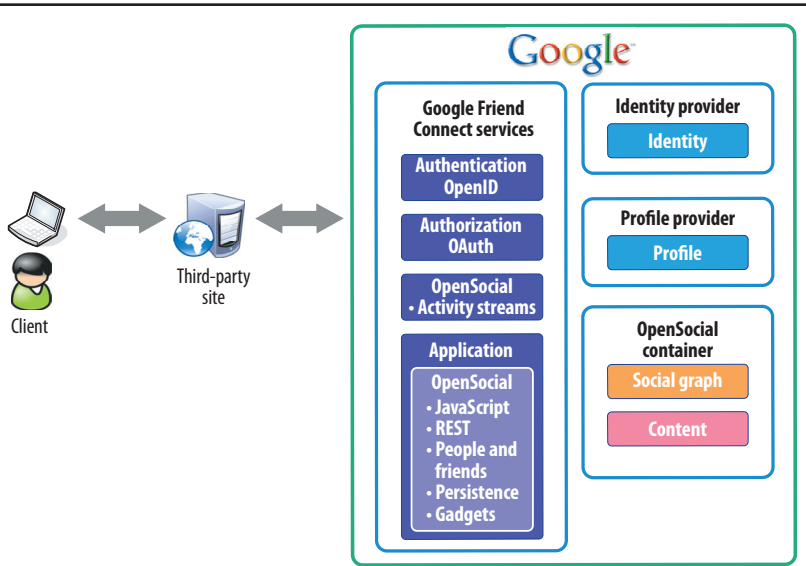 Google
Google Friend
Connect services
Authentication
OpenID
Authorization
OAuth
OpenSocial
• Activity streams
Application
OpenSocial
• JavaScript
• REST
• People and
friends
• Persistence
• Gadgets
Identity provider
Identity
Profile provider
Profile
OpenSocial
container
Social graph
Content
Third-party
site
Client